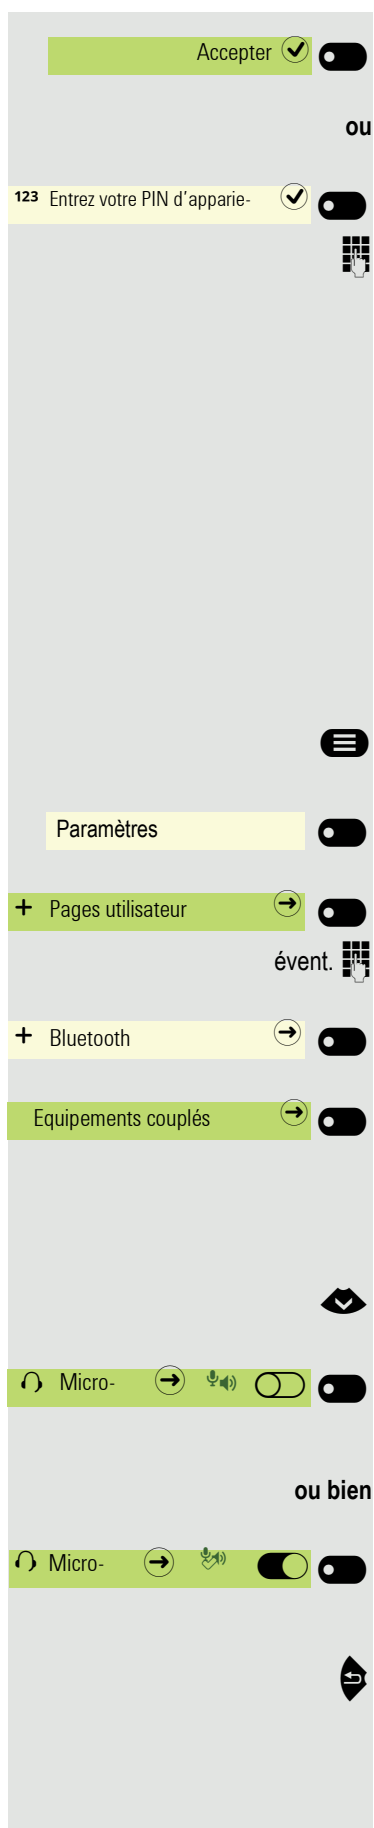 Accepter
ou
123 Entrez votre PIN d'apparie-
Paramètres
+ Pages utilisateur
évent.
+ Bluetooth
Equipements couplés
Micro-
ou bien
Micro-